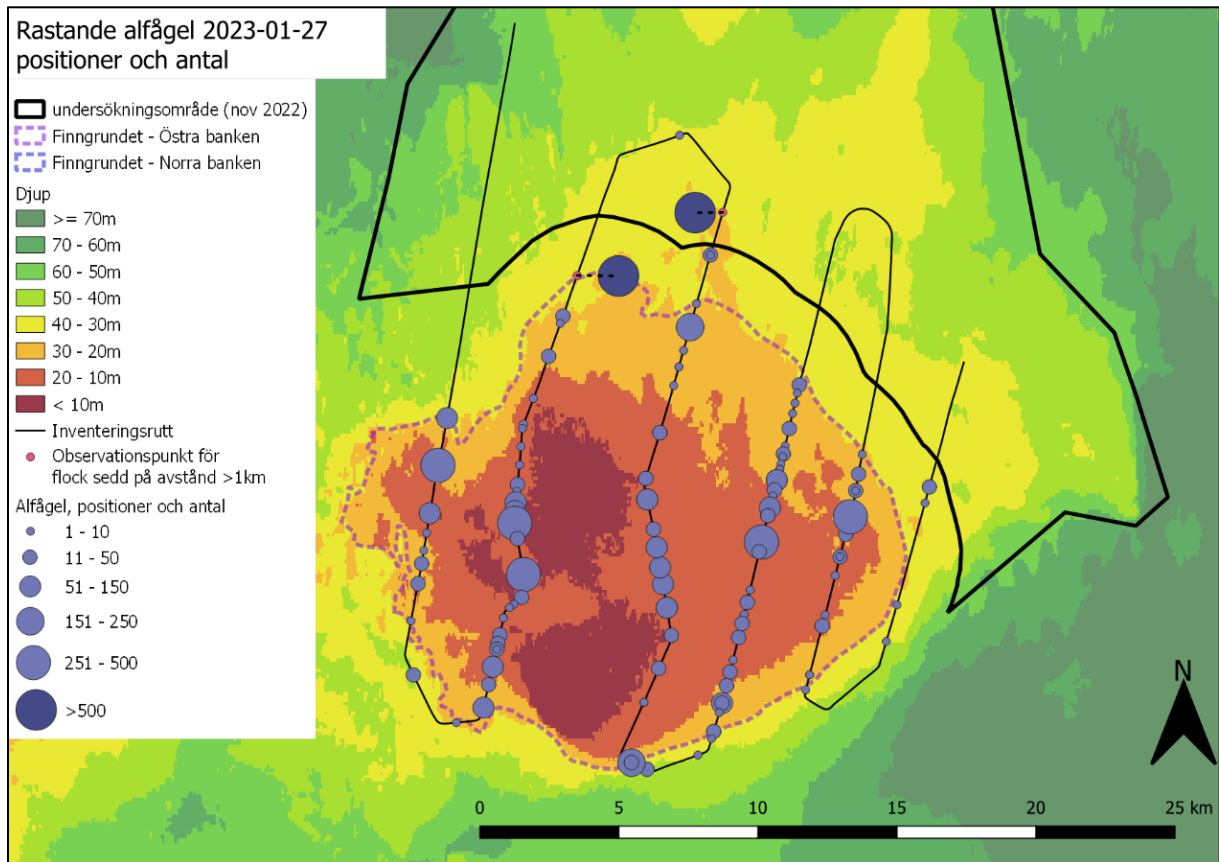 Rastande alfågel 2023-01-27
positioner och antal
undersökningsområde (nov 2022)
Finngrundet - Östra banken
Finngrundet - Norra banken
Djup
>= 70m
70 - 60m
60 - 50m
50 - 40m
40 - 30m
30 - 20m
20 - 10m
< 10m
Inventeringsrutt
Observationspunkt för
flock sedd på avstånd >1km
Alfågel, positioner och antal
1 - 10
11 - 50
51 - 150
151 - 250
251 - 500
>500
N
0 5 10 15 20 25 km